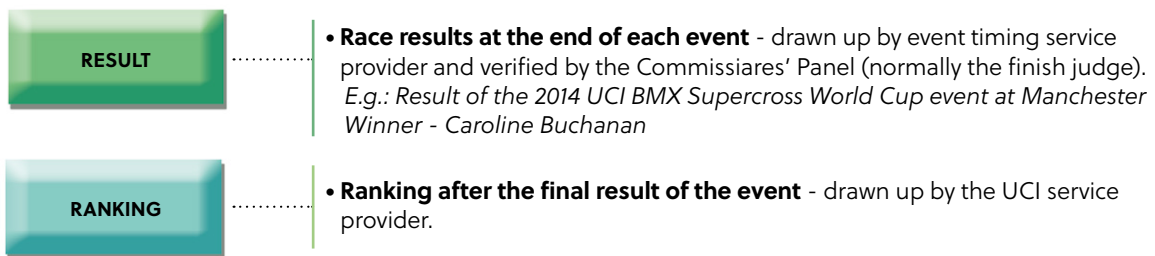 RESULT
• Race results at the end of each event - drawn up by event timing service
provider and verified by the Commissiares' Panel (normally the finish judge).
E.g.: Result of the 2014 UCI BMX Supercross World Cup event at Manchester
Winner - Caroline Buchanan
RANKING
• Ranking after the final result of the event - drawn up by the UCI service
provider.